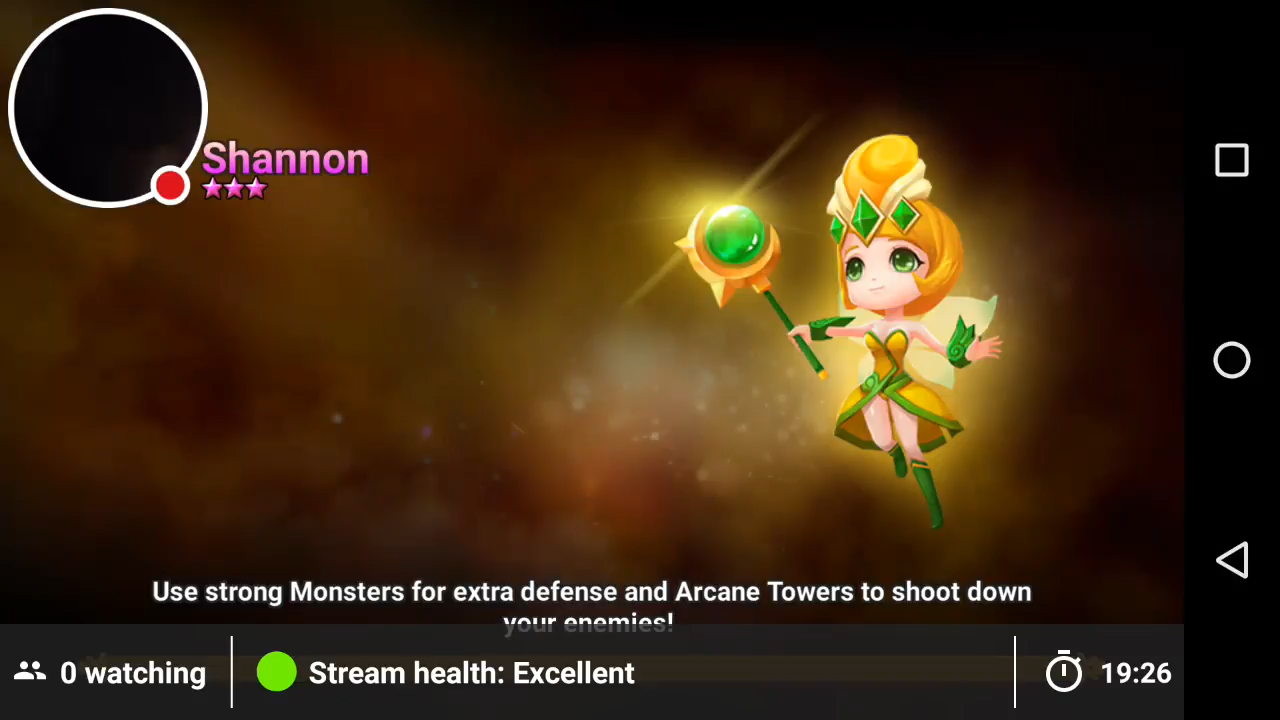 Shannon
Use strong Monsters for extra defense and Arcane Towers to shoot down
your enemies!
0 watching
Stream health: Excellent
19:26